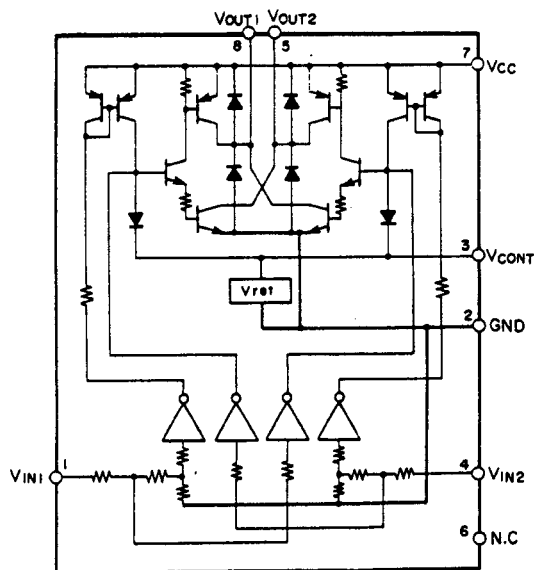 VOUT1 VOUT2
8 5
7 VCC
3 VCONT
Vref
2 GND
VIN1 1
4 VIN2
6 N.C